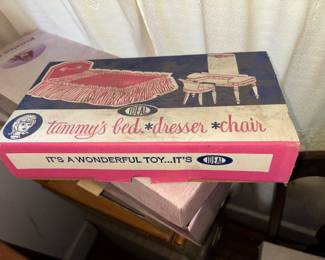 IDEAL
tammy's bed*dresser*chair
IT'S A WONDERFUL TOY...IT'S IDEAL